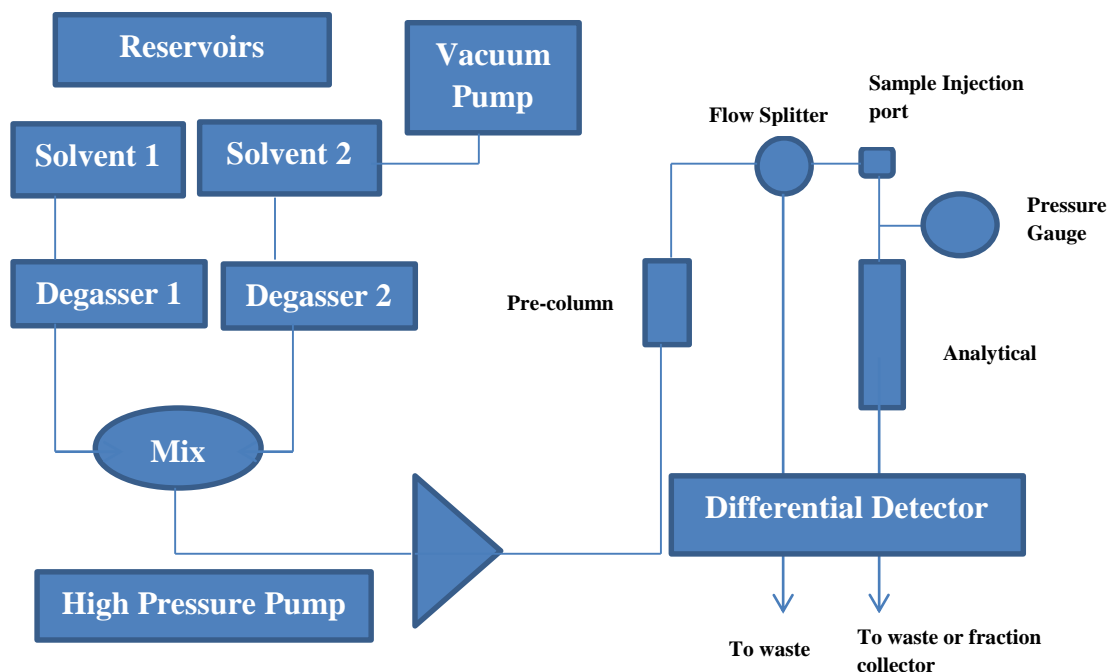 Reservoirs
Vacuum
Pump
Solvent 1
Solvent 2
Degasser 1
Degasser 2
Mix
High Pressure Pump
Pre-column
Flow Splitter
Sample Injection
port
Pressure
Gauge
Analytical
Differential Detector
To waste
To waste or fraction
collector